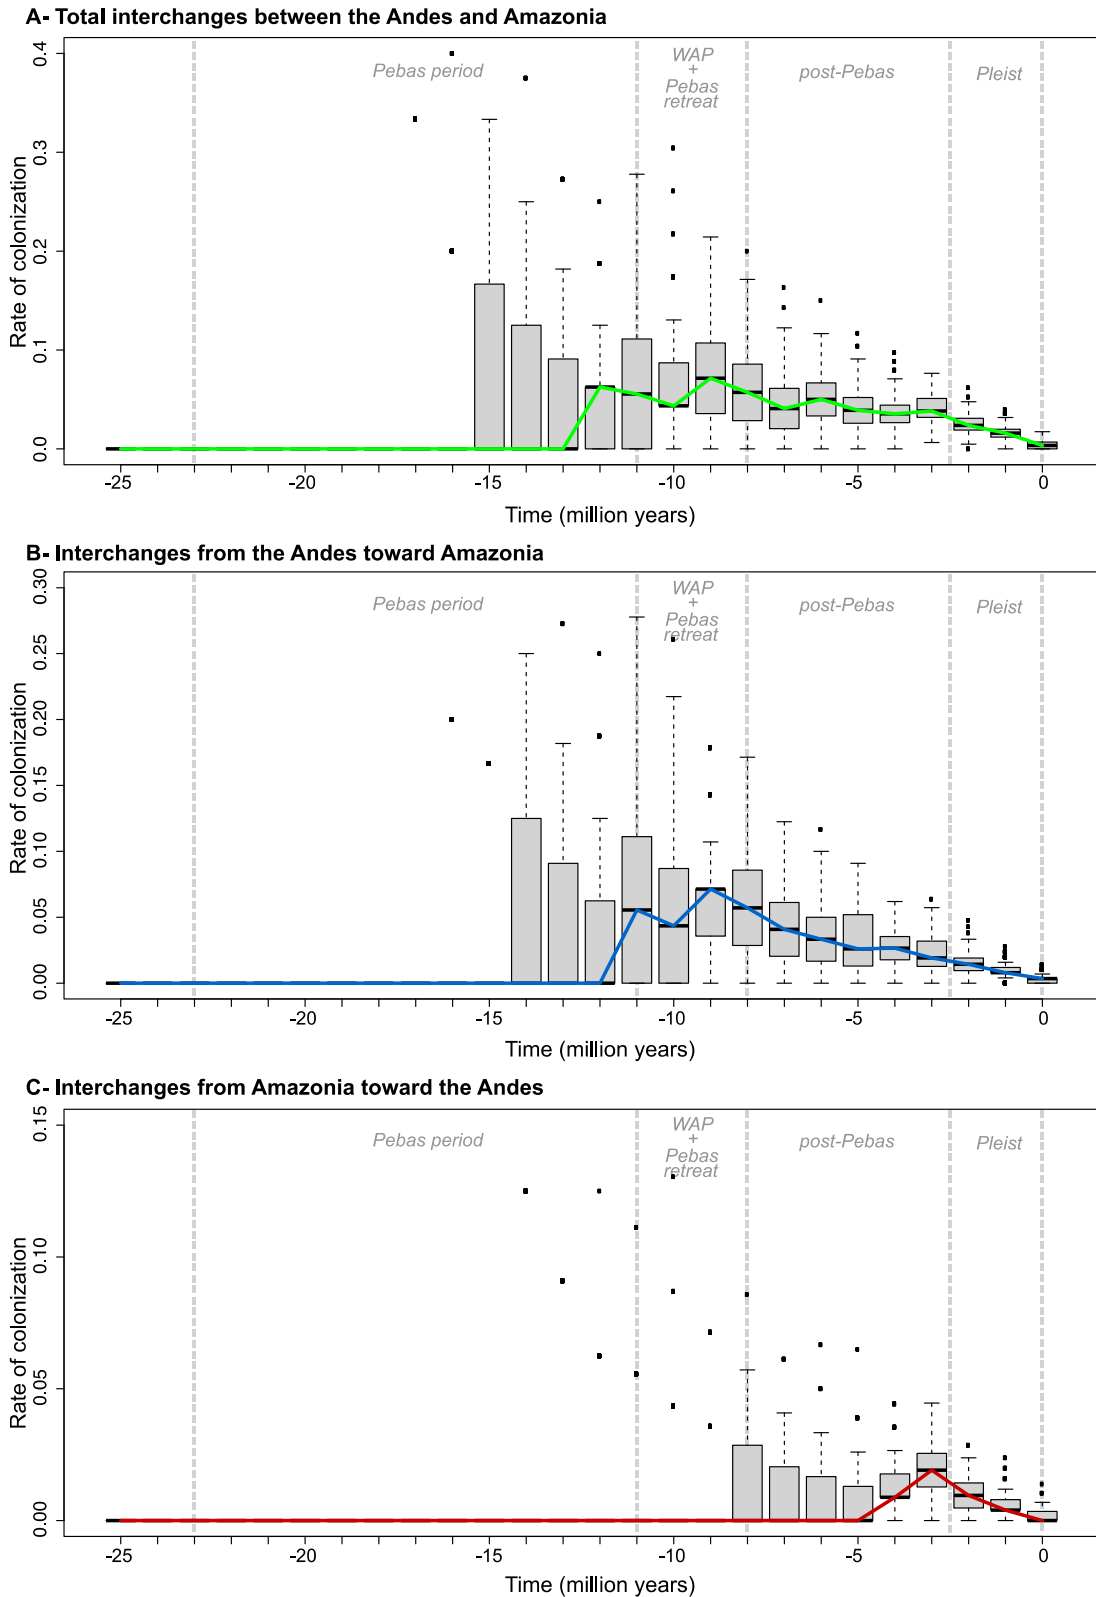 A- Total interchanges between the Andes and Amazonia
Pebas period
WAP
+
Pebas
retreat
post-Pebas
Pleist
Rate of colonization
0.4
0.3
0.2
0.1
0.0
-25
-20
-15
-10
-5
0
Time (million years)
B- Interchanges from the Andes toward Amazonia
Pebas period
WAP
+
Pebas
retreat
post-Pebas
Pleist
Rate of colonization
0.30
0.25
0.20
0.15
0.10
0.05
0.00
-25
-20
-15
-10
-5
0
Time (million years)
C- Interchanges from Amazonia toward the Andes
Pebas period
WAP
+
Pebas
retreat
post-Pebas
Pleist
Rate of colonization
0.15
0.10
0.05
0.00
-25
-20
-15
-10
-5
0
Time (million years)